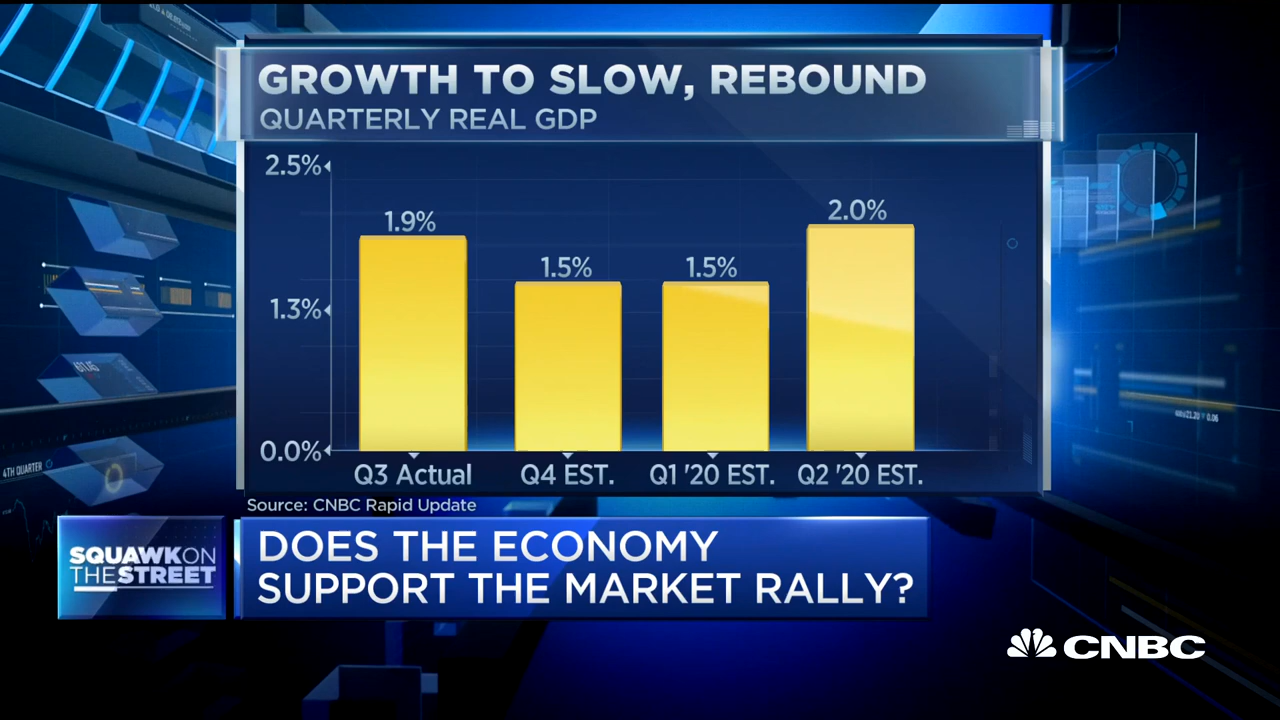 GROWTH TO SLOW, REBOUND
QUARTERLY REAL GDP
2.5%
1.3%
0.0%
1.9%
1.5%
1.5%
2.0%
Q3 Actual
Q4 EST.
Q1 '20 EST.
Q2 '20 EST.
Source: CNBC Rapid Update
SQUAWK ON
THE STREET
DOES THE ECONOMY
SUPPORT THE MARKET RALLY?
CNBC
4TH QUARTER